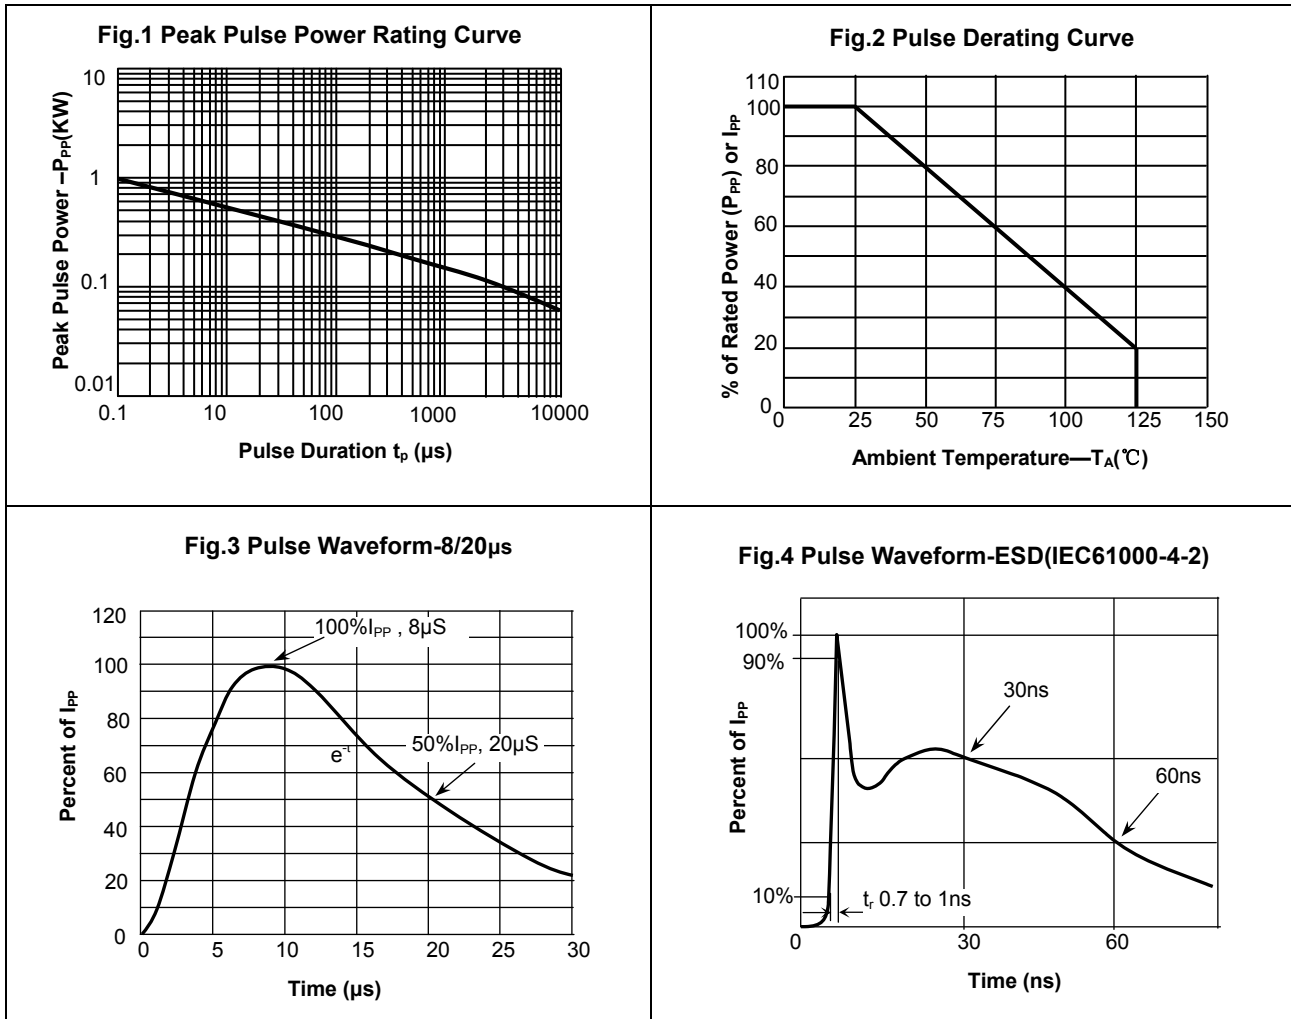 Fig.1 Peak Pulse Power Rating Curve
Peak Pulse Power –PPP(KW)
10
1
0.1
0.01
0.1 10 100 1000 10000
Pulse Duration tp (µs)
Fig.2 Pulse Derating Curve
% of Rated Power (PPP) or IPP
110
100
80
60
40
20
0
0 25 50 75 100 125 150
Ambient Temperature—TA(℃)
Fig.3 Pulse Waveform-8/20µs
Percent of IPP
120
100
80
60
40
20
0
100%IPP , 8µS
e-t
50%IPP, 20µS
0 5 10 15 20 25 30
Time (µs)
Fig.4 Pulse Waveform-ESD(IEC61000-4-2)
Percent of IPP
100%
90%
10%
30ns
60ns
tr 0.7 to 1ns
0 30 60
Time (ns)